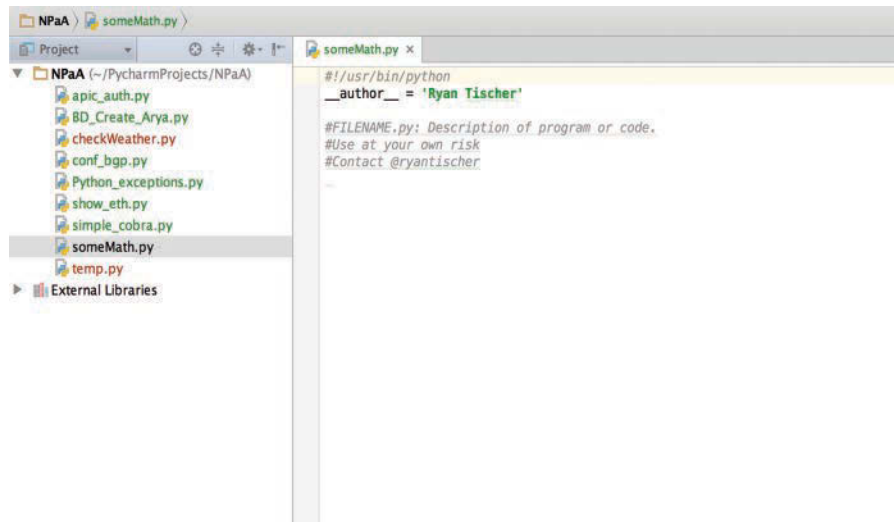 NPaA someMath.py
Project
NPaA (~/PycharmProjects/NPaA)
apic_auth.py
BD_Create_Arya.py
checkWeather.py
conf_bgp.py
Python_exceptions.py
show_eth.py
simple_cobra.py
someMath.py
temp.py
External Libraries
someMath.py ×
#!/usr/bin/python
__author__ = 'Ryan Tischer'
#FILENAME.py: Description of program or code.
#Use at your own risk
#Contact @ryantischer